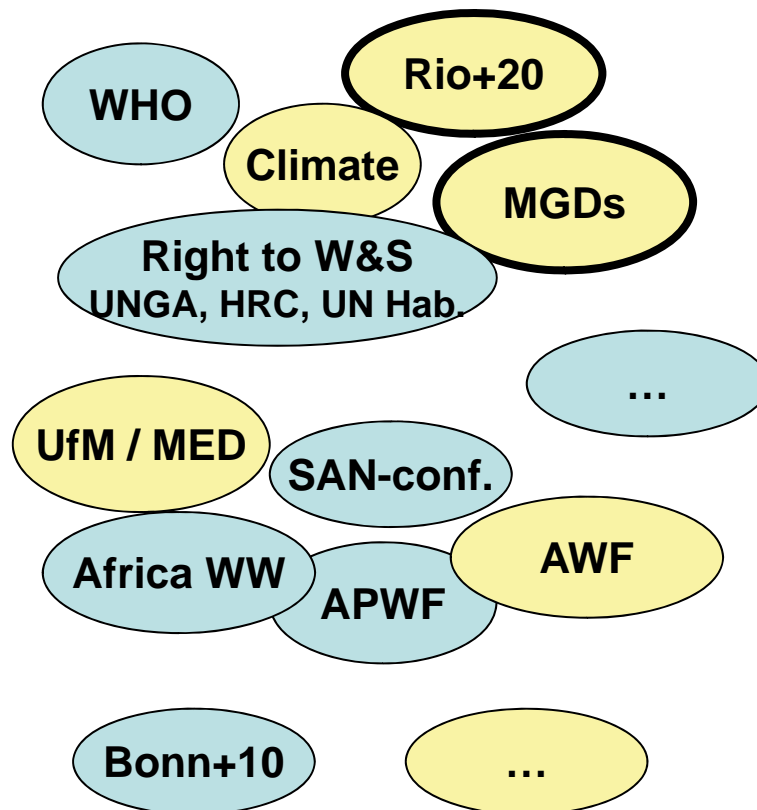 Rio+20
WHO
Climate
MGDs
Right to W&S
UNGA, HRC, UN Hab.
...
UfM / MED
SAN-conf.
AWF
Africa WW
APWF
Bonn+10
...